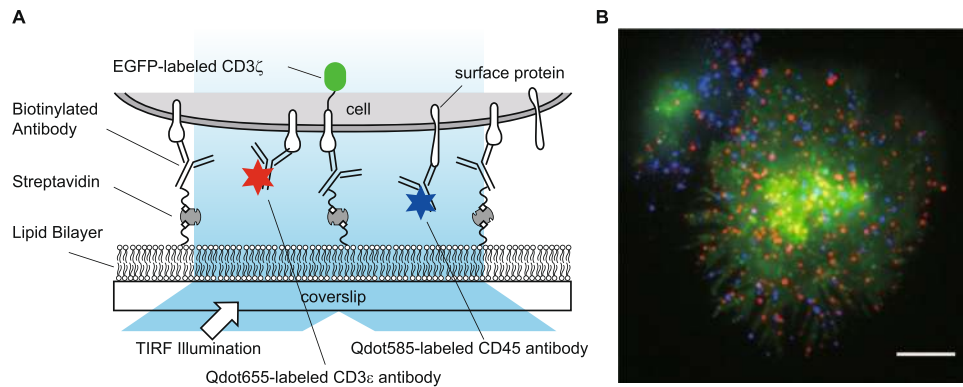 A
B
EGFP-labeled CD3ζ
surface protein
cell
Biotinylated
Antibody
Streptavidin
Lipid Bilayer
coverslip
TIRF Illumination
Qdot585-labeled CD45 antibody
Qdot655-labeled CD3ε antibody